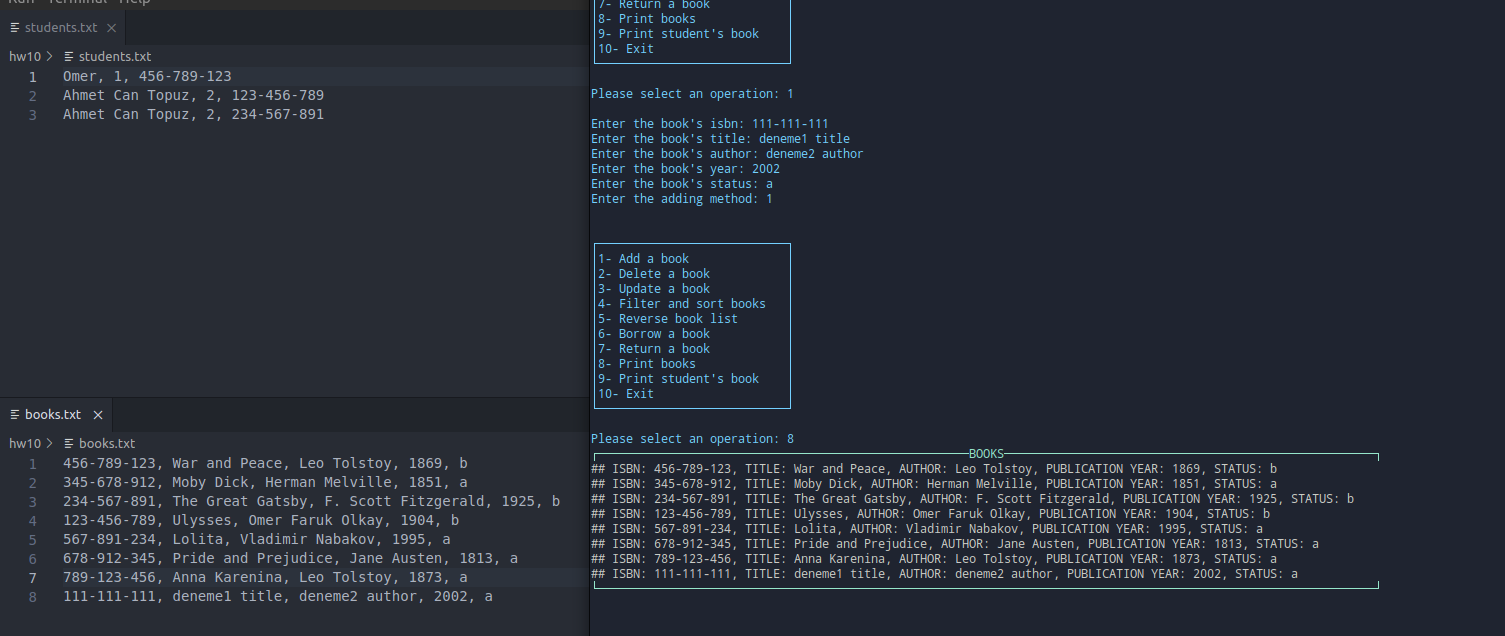 Run Terminal Help
students.txt ×
hw10 > students.txt
1 Omer, 1, 456-789-123
2 Ahmet Can Topuz, 2, 123-456-789
3 Ahmet Can Topuz, 2, 234-567-891
books.txt ×
hw10 > books.txt
1 456-789-123, War and Peace, Leo Tolstoy, 1869, b
2 345-678-912, Moby Dick, Herman Melville, 1851, a
3 234-567-891, The Great Gatsby, F. Scott Fitzgerald, 1925, b
4 123-456-789, Ulysses, Omer Faruk Olkay, 1904, b
5 567-891-234, Lolita, Vladimir Nabakov, 1995, a
6 678-912-345, Pride and Prejudice, Jane Austen, 1813, a
7 789-123-456, Anna Karenina, Leo Tolstoy, 1873, a
8 111-111-111, deneme1 title, deneme2 author, 2002, a
7- Return a book
8- Print books
9- Print student's book
10- Exit
Please select an operation: 1
Enter the book's isbn: 111-111-111
Enter the book's title: deneme1 title
Enter the book's author: deneme2 author
Enter the book's year: 2002
Enter the book's status: a
Enter the adding method: 1
1- Add a book
2- Delete a book
3- Update a book
4- Filter and sort books
5- Reverse book list
6- Borrow a book
7- Return a book
8- Print books
9- Print student's book
10- Exit
Please select an operation: 8
BOOKS
## ISBN: 456-789-123, TITLE: War and Peace, AUTHOR: Leo Tolstoy, PUBLICATION YEAR: 1869, STATUS: b
## ISBN: 345-678-912, TITLE: Moby Dick, AUTHOR: Herman Melville, PUBLICATION YEAR: 1851, STATUS: a
## ISBN: 234-567-891, TITLE: The Great Gatsby, AUTHOR: F. Scott Fitzgerald, PUBLICATION YEAR: 1925, STATUS: b
## ISBN: 123-456-789, TITLE: Ulysses, AUTHOR: Omer Faruk Olkay, PUBLICATION YEAR: 1904, STATUS: b
## ISBN: 567-891-234, TITLE: Lolita, AUTHOR: Vladimir Nabakov, PUBLICATION YEAR: 1995, STATUS: a
## ISBN: 678-912-345, TITLE: Pride and Prejudice, AUTHOR: Jane Austen, PUBLICATION YEAR: 1813, STATUS: a
## ISBN: 789-123-456, TITLE: Anna Karenina, AUTHOR: Leo Tolstoy, PUBLICATION YEAR: 1873, STATUS: a
## ISBN: 111-111-111, TITLE: deneme1 title, AUTHOR: deneme2 author, PUBLICATION YEAR: 2002, STATUS: a